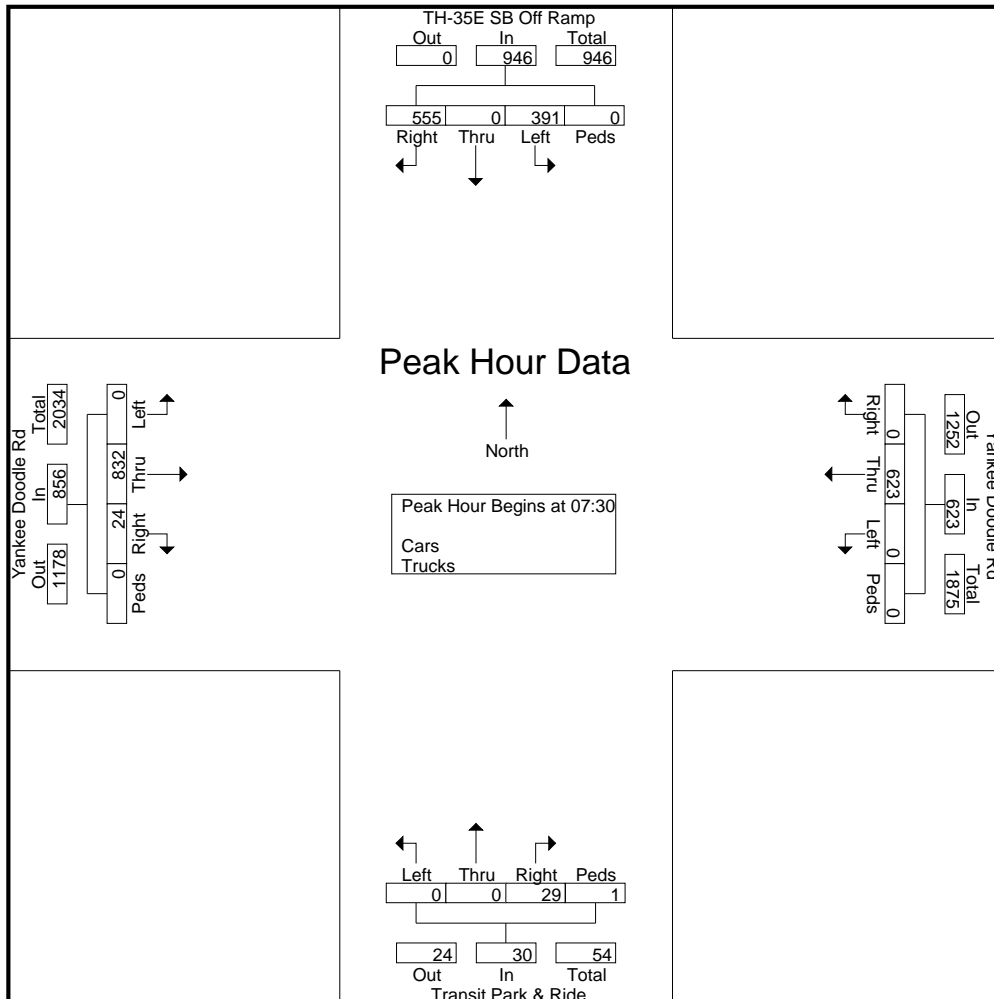 TH-35E SB Off Ramp
Out In Total
0 946 946
555 0 391 0
Right Thru Left Peds
Peak Hour Data
North
Peak Hour Begins at 07:30
Cars
Trucks
Yankee Doodle Rd
Total In Out
2034 856 1178
0 832 24 0
Left Thru Right Peds
Right Thru Left Peds
0 623 0 0
1252 623 1875
Out In Total
Yankee Doodle Rd
Left Thru Right Peds
0 0 29 1
24 30 54
Out In Total
Transit Park & Ride